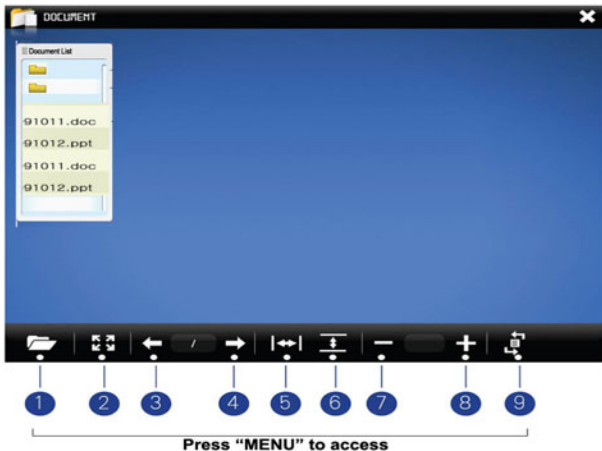 DOCUMENT
Document List
91011.doc
91012.ppt
91011.doc
91012.ppt
/
1 2 3 4 5 6 7 8 9
Press “MENU” to access